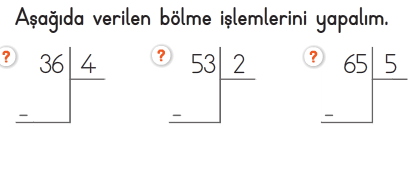 Aşağıda verilen bölme işlemlerini yapalım.
? 36 4 ? 53 2 ? 65 5
- - -